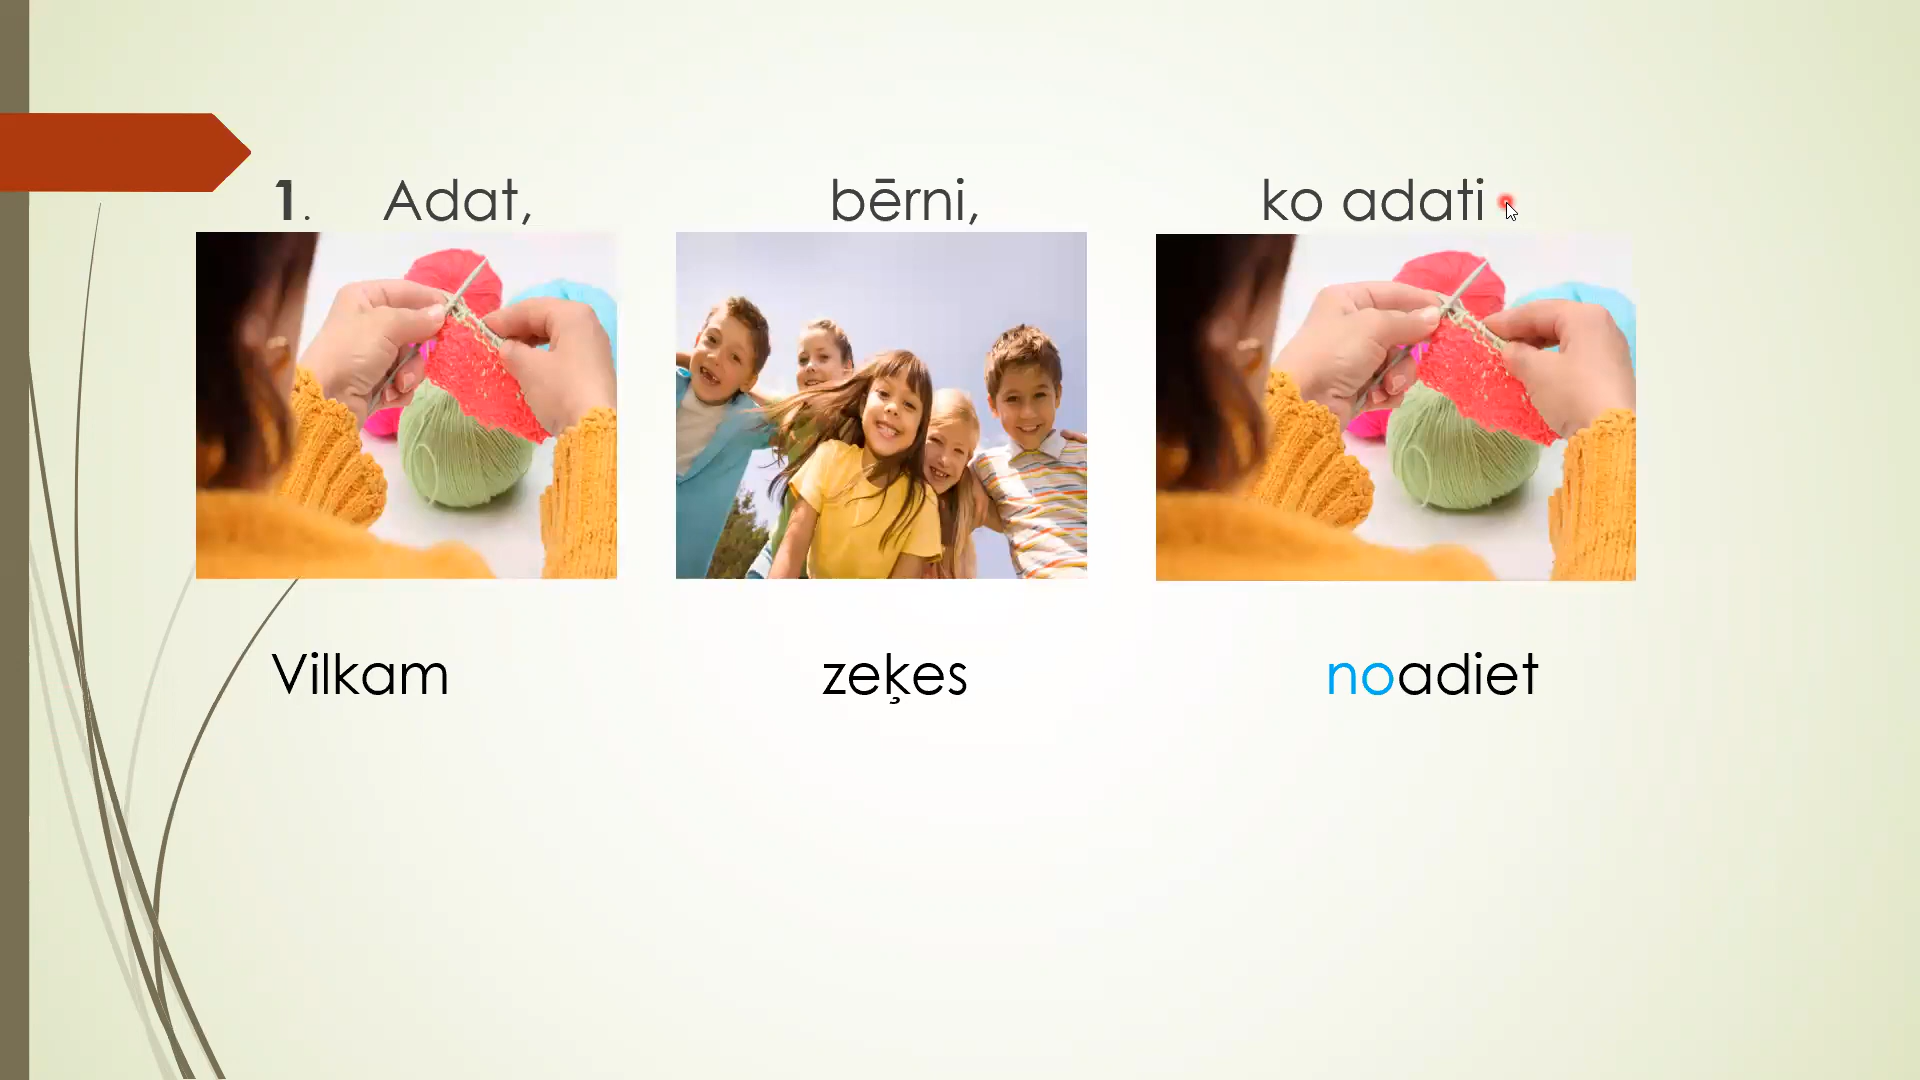 1. Adat, bērni, ko adati
Vilkam zeķes noadiet